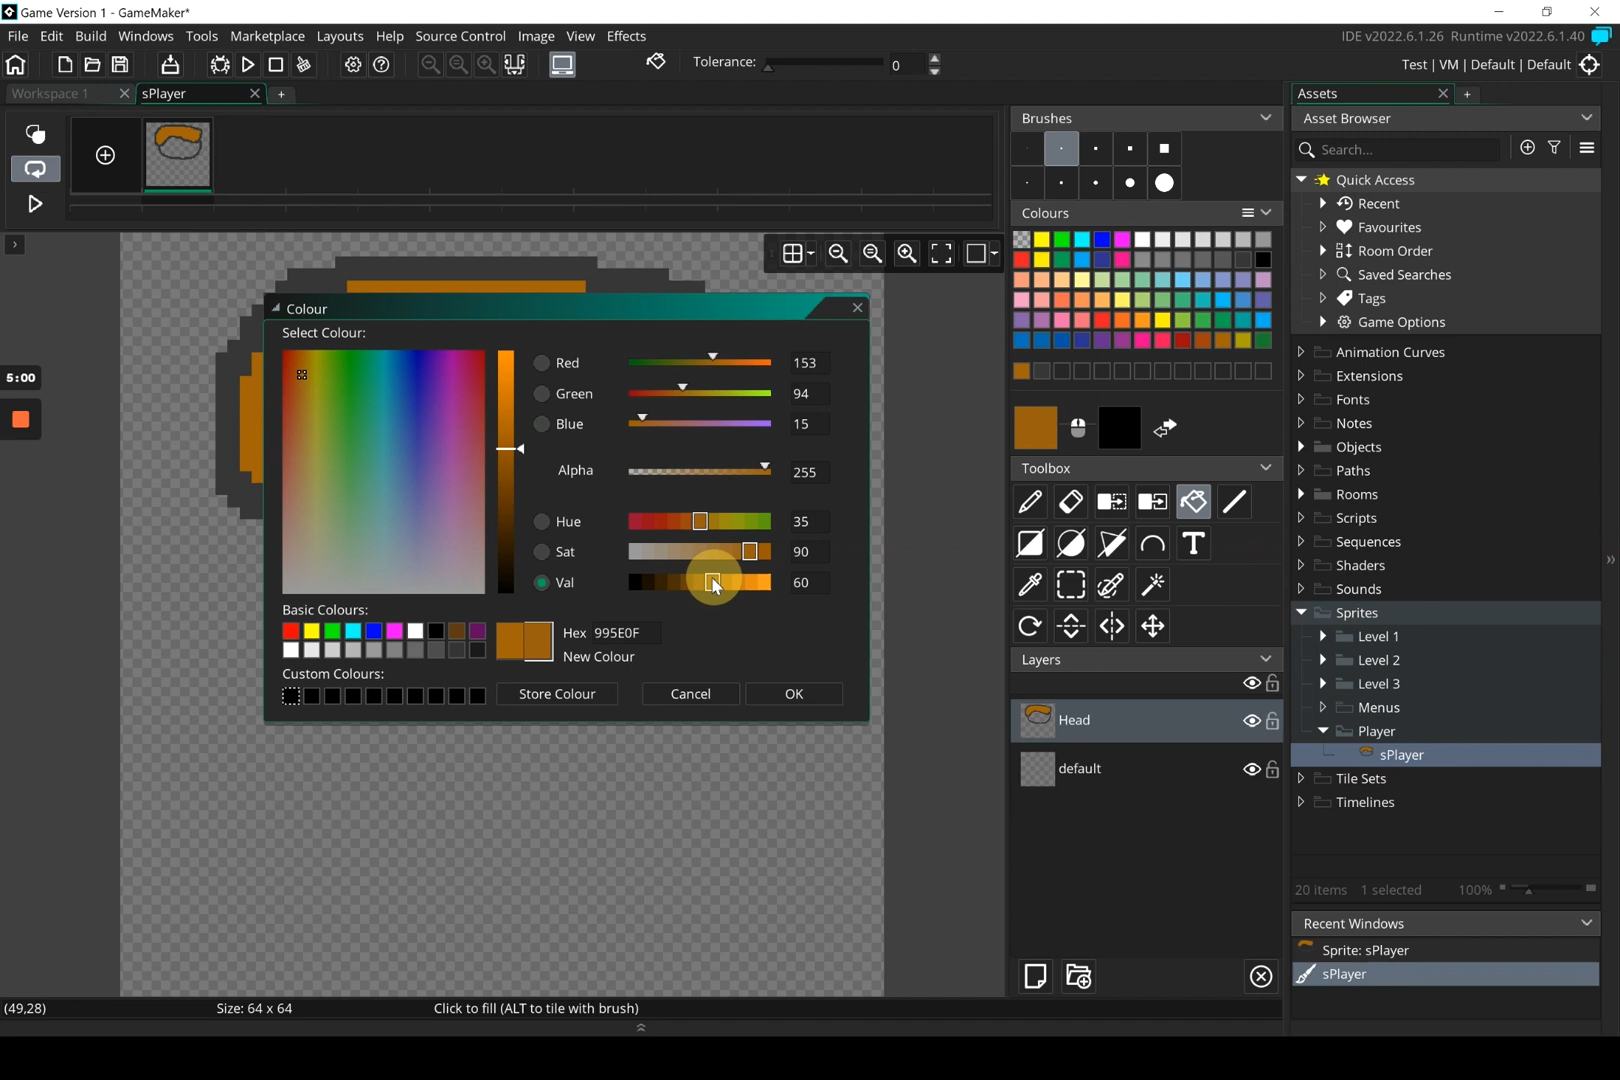 Game Version 1 - GameMaker*
File Edit Build Windows Tools Marketplace Layouts Help Source Control Image View Effects
IDE v2022.6.1.26 Runtime v2022.6.1.40
Tolerance: 0
Test | VM | Default | Default
Workspace 1
sPlayer
Assets
Brushes
Asset Browser
Search...
Quick Access
Recent
Colours
Favourites
Room Order
Saved Searches
Tags
Game Options
Colour
Select Colour:
Red 153
Green 94
Blue 15
Alpha 255
Hue 35
Sat 90
Val 60
Basic Colours:
Hex 995E0F
New Colour
Custom Colours:
Store Colour Cancel OK
5:00
Toolbox
T
Layers
Head
default
Animation Curves
Extensions
Fonts
Notes
Objects
Paths
Rooms
Scripts
Sequences
Shaders
Sounds
Sprites
Level 1
Level 2
Level 3
Menus
Player
sPlayer
Tile Sets
Timelines
20 items 1 selected 100%
Recent Windows
Sprite: sPlayer
sPlayer
(49,28) Size: 64 x 64 Click to fill (ALT to tile with brush)